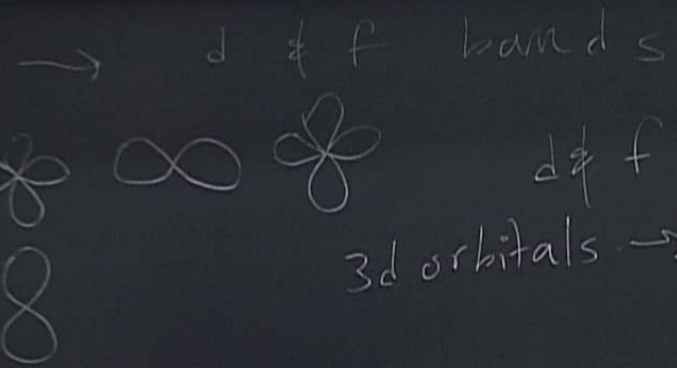 → d & f bands
d & f
3d orbitals →